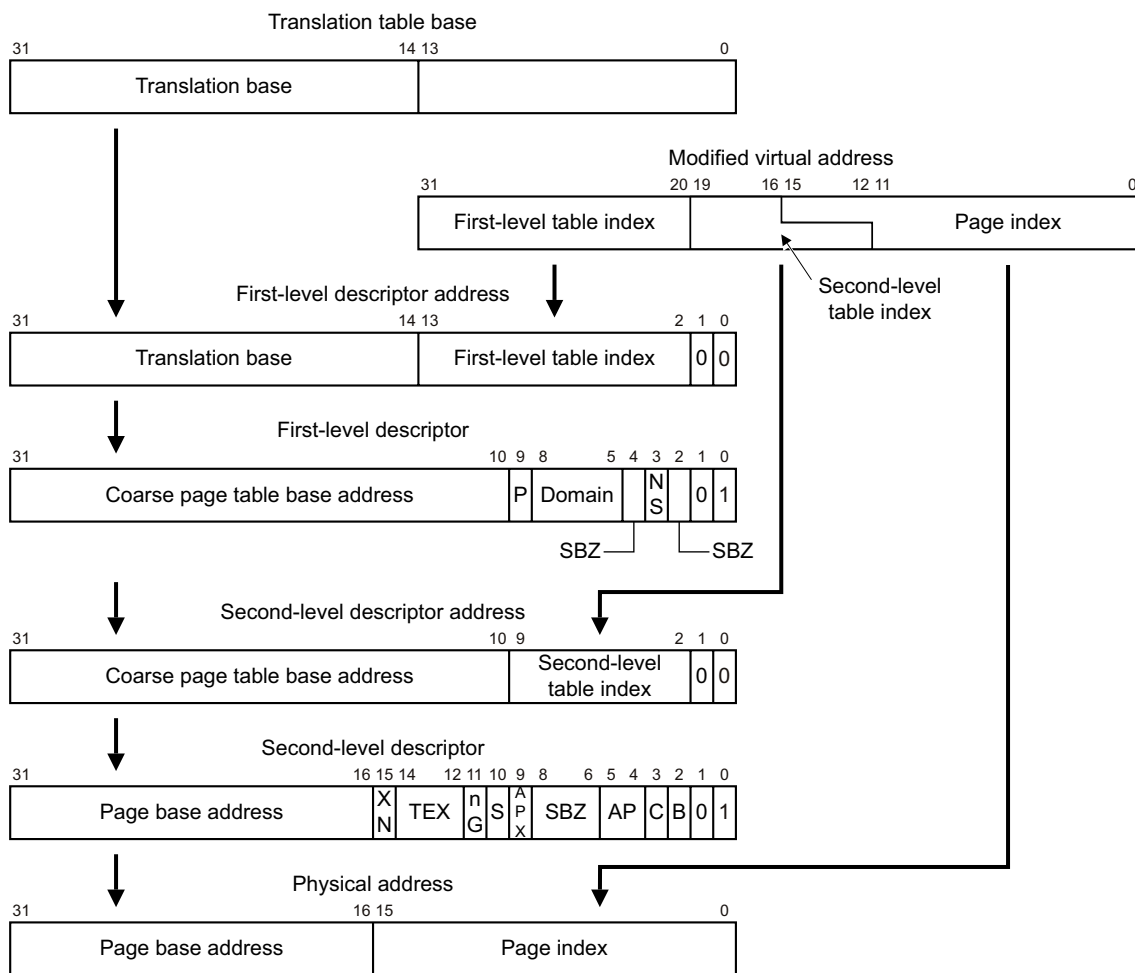 Translation table base
31 14 13 0
Translation base
Modified virtual address
31 20 19 16 15 12 11 0
First-level table index Page index
Second-level
table index
First-level descriptor address
31 14 13 2 1 0
Translation base First-level table index 0 0
First-level descriptor
31 10 9 8 5 4 3 2 1 0
Coarse page table base address P Domain N S 0 1
SBZ SBZ
Second-level descriptor address
31 10 9 2 1 0
Coarse page table base address Second-level table index 0 0
Second-level descriptor
31 16 15 14 12 11 10 9 8 6 5 4 3 2 1 0
Page base address X N TEX n G S A P X SBZ AP C B 0 1
Physical address
31 16 15 0
Page base address Page index